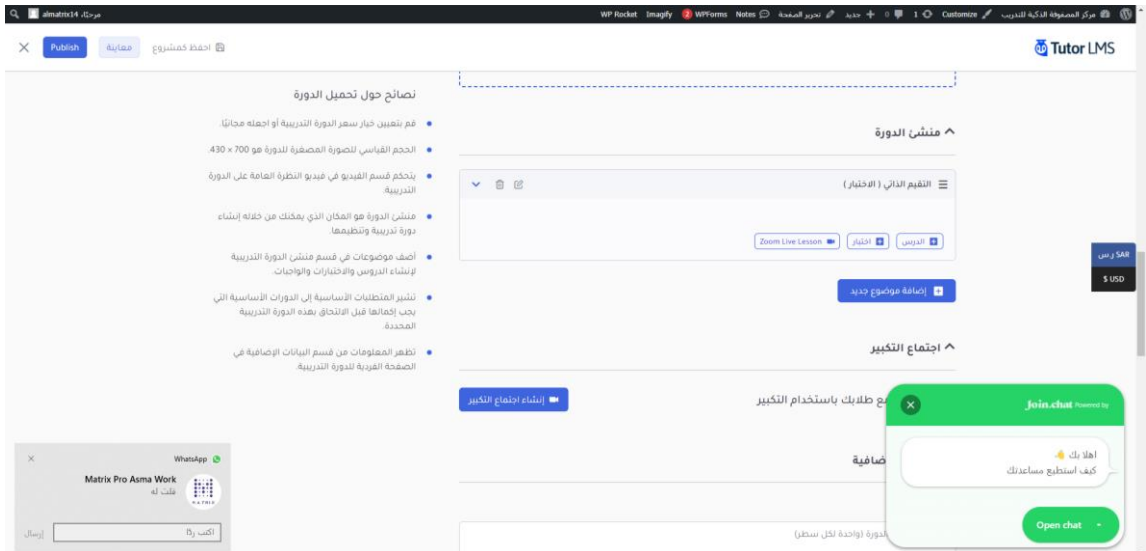 مركز المصفوفة الذكية للتدريب Customize 1 0 جديد تحرير الصفحة Notes WPForms 2 Imagify WP Rocket مرحبًا، almatrix14
Tutor LMS
احفظ كمشروع معاينة Publish
منشئ الدورة
التقيم الذاتي ( الاختبار )
الدرس اختبار Zoom Live Lesson
إضافة موضوع جديد
اجتماع التكبير
ع طلابك باستخدام التكبير
إنشاء اجتماع التكبير
ضافية
الدورة (واحدة لكل سطر)
نصائح حول تحميل الدورة
قم بتعيين خيار سعر الدورة التدريبية أو اجعله مجانيًا.
الحجم القياسي للصورة المصغرة للدورة هو 700 × 430.
يتحكم قسم الفيديو في فيديو النظرة العامة على الدورة
التدريبية.
منشئ الدورة هو المكان الذي يمكنك من خلاله إنشاء
دورة تدريبية وتنظيمها.
أضف موضوعات في قسم منشئ الدورة التدريبية
لإنشاء الدروس والاختبارات والواجبات.
تشير المتطلبات الأساسية إلى الدورات الأساسية التي
يجب إكمالها قبل الالتحاق بهذه الدورة التدريبية
المحددة.
تظهر المعلومات من قسم البيانات الإضافية في
الصفحة الفردية للدورة التدريبية.
SAR ر.س
$ USD
Powered by Join.chat
اهلا بك
كيف استطيع مساعدتك
Open chat
WhatsApp
Matrix Pro Asma Work
قلت له
اكتب ردًا
إرسال